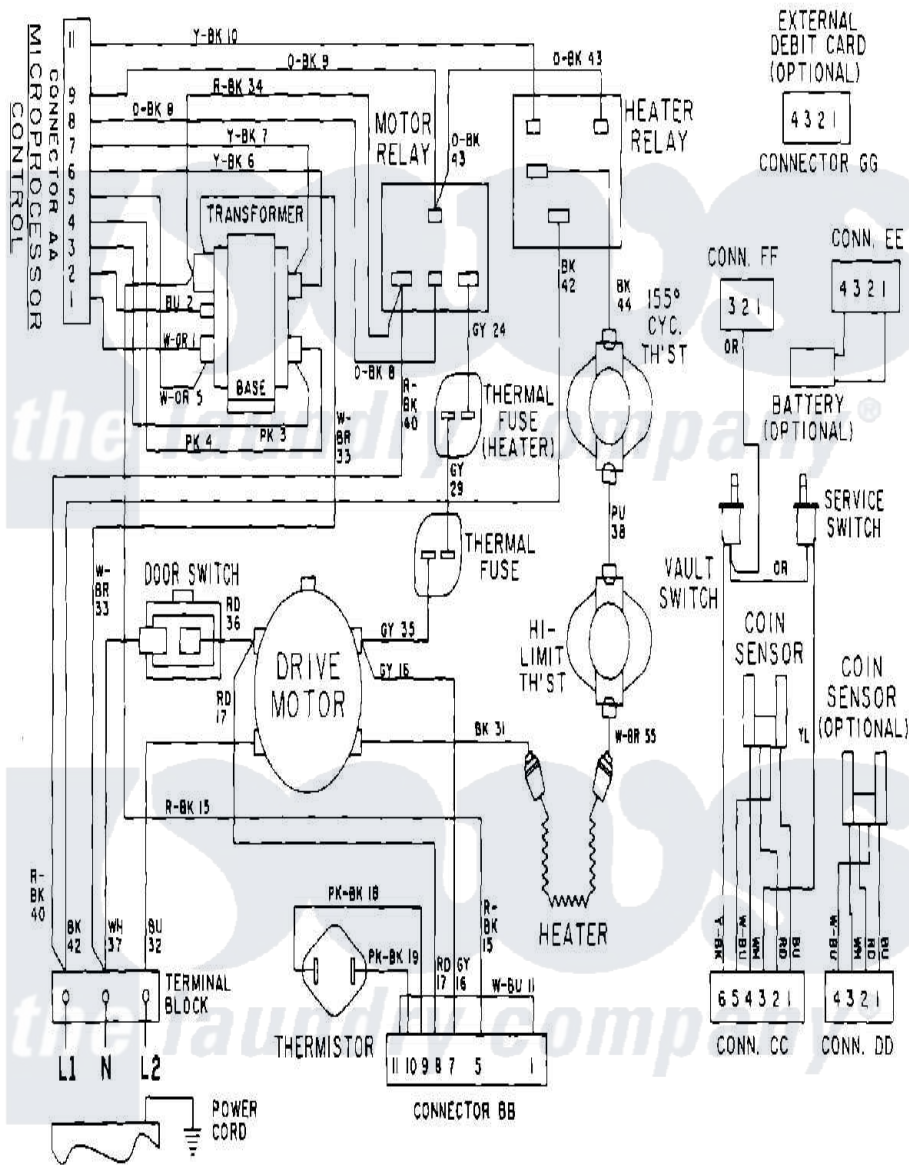 CONNECTOR AA
MICROPROCESSOR
CONTROL
11
9
8
7
6
5
4
3
2
1
Y-BK 10
O-BK 9
R-BK 34
O-BK 8
Y-BK 7
Y-BK 6
TRANSFORMER
BU 2
W-OR 1
W-OR 5
BASE
PK 4
PK 3
W-
BR
33
MOTOR
RELAY
O-BK
43
O-BK 43
HEATER
RELAY
EXTERNAL
DEBIT CARD
(OPTIONAL)
4 3 2 1
CONNECTOR GG
BK
42
BK
44
155°
CYC.
TH'ST
GY 24
O-BK 8
R-
BK
40
THERMAL
FUSE
(HEATER)
GY
29
THERMAL
FUSE
PU
38
HI-
LIMIT
TH'ST
W-BR 55
CONN. FF
3 2 1
OR
CONN. EE
4 3 2 1
BATTERY
(OPTIONAL)
SERVICE
SWITCH
OR
VAULT
SWITCH
COIN
SENSOR
YL
COIN
SENSOR
(OPTIONAL)
W-
BR
33
DOOR SWITCH
RD
36
DRIVE
MOTOR
GY 35
GY 16
RD
17
BK 31
R-BK 15
HEATER
R-
BK
40
BK
42
WH
37
BU
32
TERMINAL
BLOCK
L1 N L2
POWER
CORD
PK-BK 18
PK-BK 19
THERMISTOR
RD
17
GY
16
R-
BK
15
W-BU 11
11 10 9 8 7 5 1
CONNECTOR BB
Y-BK
W-BU
WH
RD
BU
6 5 4 3 2 1
CONN. CC
W-BU
WH
RD
BU
4 3 2 1
CONN. DD
the laundry company®
the laundry company®